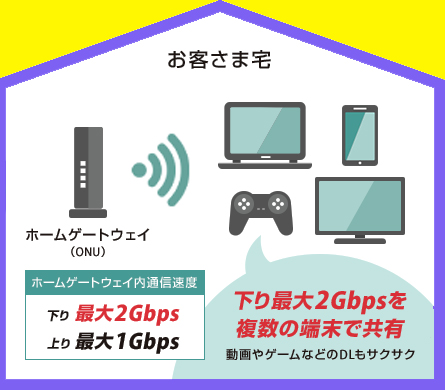 お客さま宅
ホームゲートウェイ
（ONU）
ホームゲートウェイ内通信速度
下り 最大2Gbps
上り 最大1Gbps
下り最大2Gbpsを
複数の端末で共有
動画やゲームなどのDLもサクサク